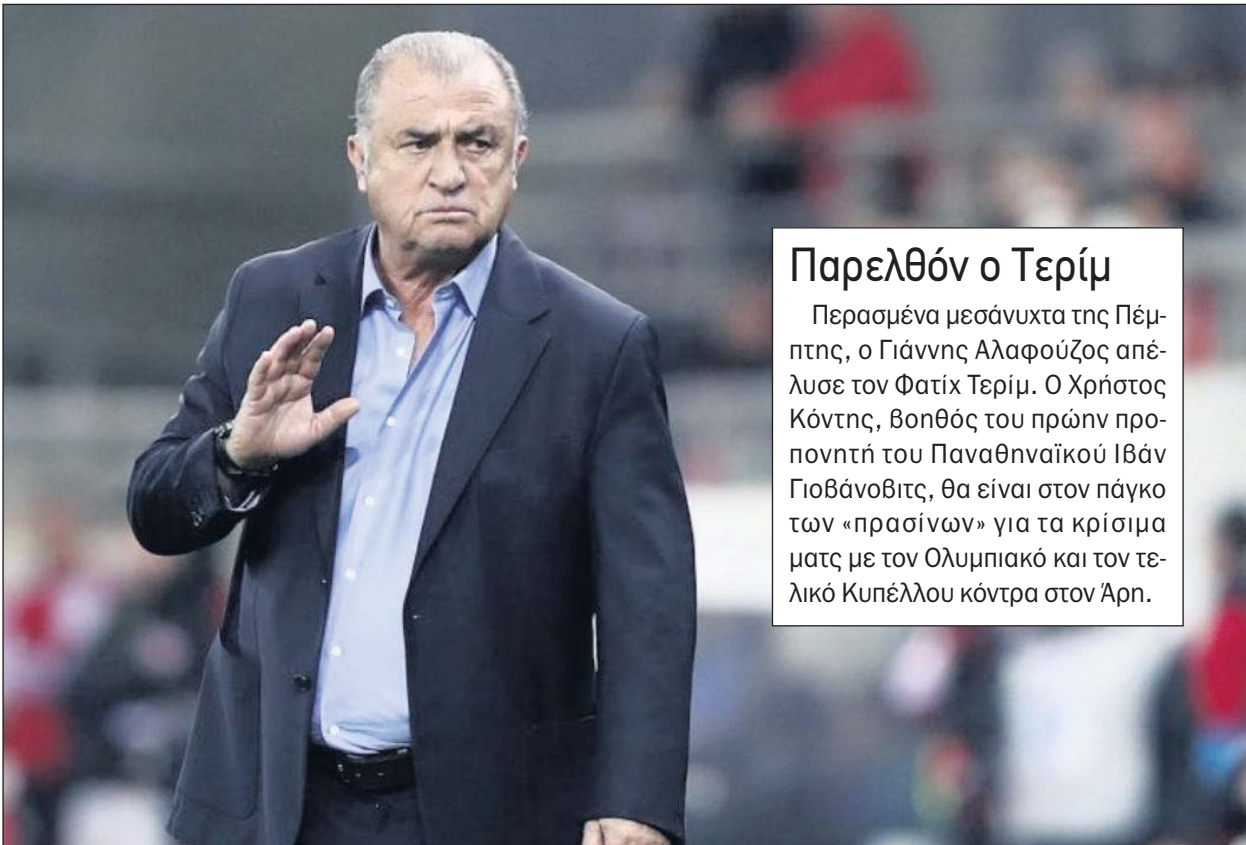 Παρελθόν ο Τερίμ
Περασμένα μεσάνυχτα της Πέμ-
πτης, ο Γιάννης Αλαφούζος απέ-
λυσε τον Φατίχ Τερίμ. Ο Χρήστος
Κόντης, βοηθός του πρώην προ-
πονητή του Παναθηναϊκού Ιβάν
Γιοβάνοβιτς, θα είναι στον πάγκο
των «πρασίνων» για τα κρίσιμα
ματς με τον Ολυμπιακό και τον τε-
λικό Κυπέλλου κόντρα στον Άρη.